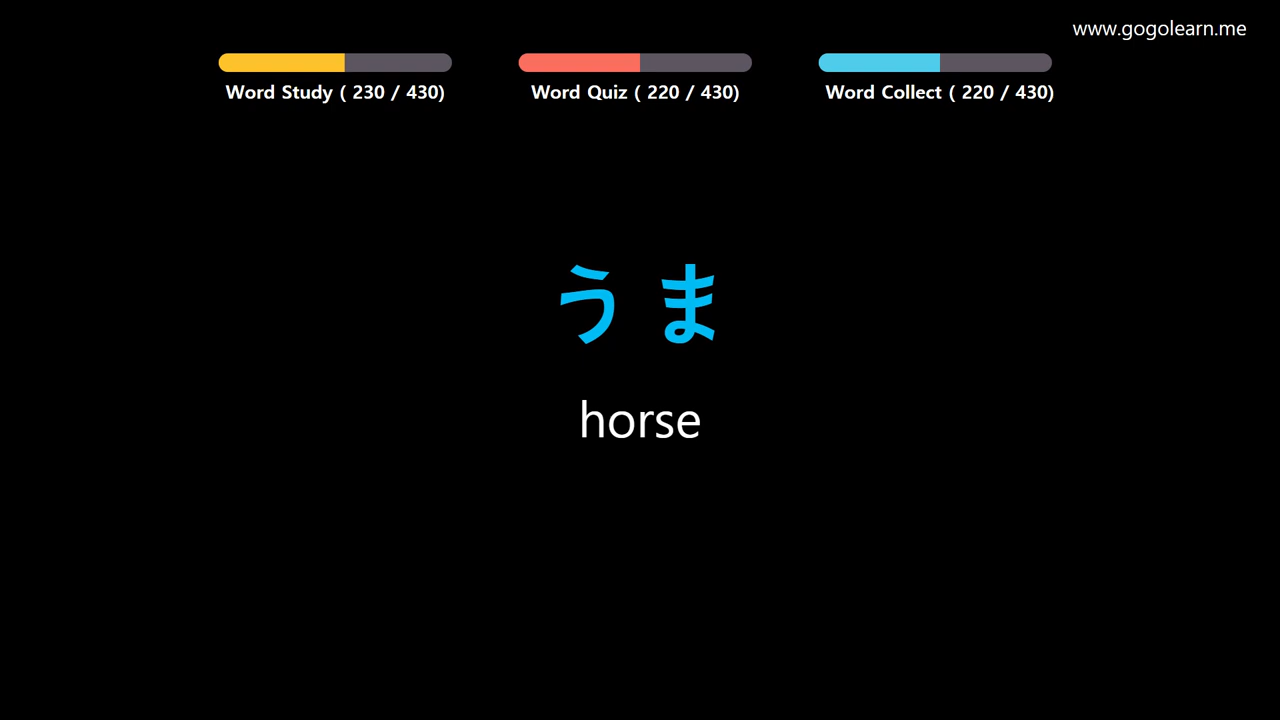 www.gogolearn.me
Word Study ( 230 / 430)
Word Quiz ( 220 / 430)
Word Collect ( 220 / 430)
うま
horse